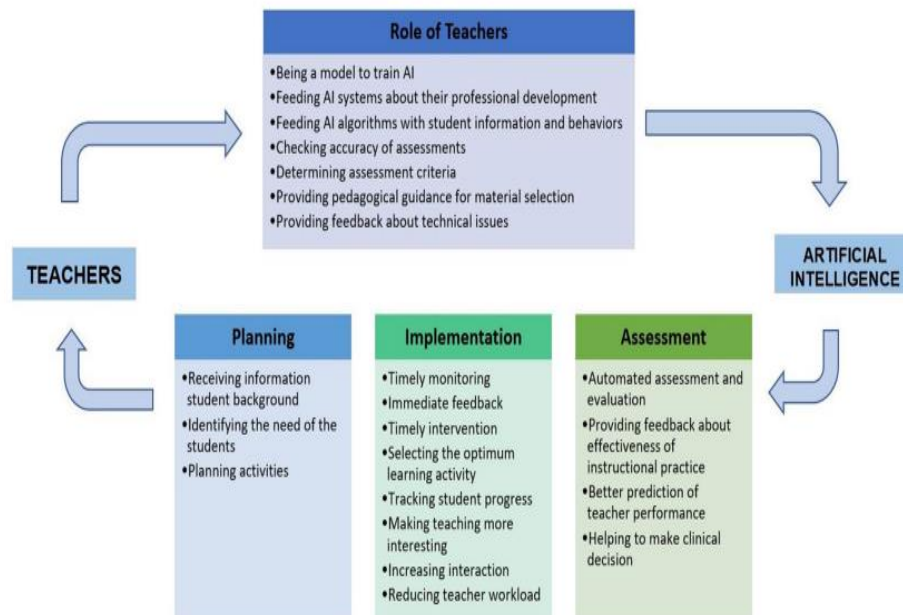 Role of Teachers
•Being a model to train AI
•Feeding AI systems about their professional development
•Feeding AI algorithms with student information and behaviors
•Checking accuracy of assessments
•Determining assessment criteria
•Providing pedagogical guidance for material selection
•Providing feedback about technical issues
TEACHERS
ARTIFICIAL
INTELLIGENCE
Planning
•Receiving information
student background
•Identifying the need of the
students
•Planning activities
Implementation
•Timely monitoring
•Immediate feedback
•Timely intervention
•Selecting the optimum
learning activity
•Tracking student progress
•Making teaching more
interesting
•Increasing interaction
•Reducing teacher workload
Assessment
•Automated assessment and
evaluation
•Providing feedback about
effectiveness of
instructional practice
•Better prediction of
teacher performance
•Helping to make clinical
decision